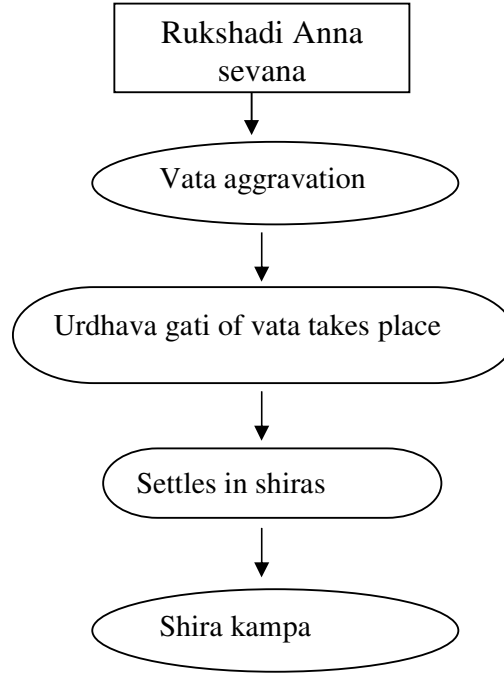 Rukshadi Anna
sevana
Vata aggravation
Urdhava gati of vata takes place
Settles in shiras
Shira kampa